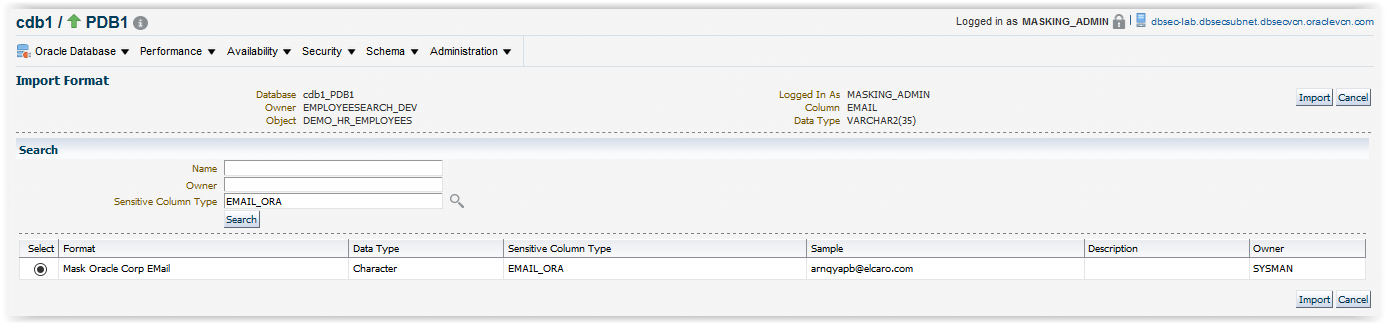 cdb1 / PDB1
Logged in as MASKING_ADMIN dbsec-lab.dbsecsubnet.dbsecvcn.oraclevcn.com
Oracle Database Performance Availability Security Schema Administration
Import Format
Database cdb1_PDB1 Logged In As MASKING_ADMIN Import Cancel
Owner EMPLOYEESEARCH_DEV Column EMAIL
Object DEMO_HR_EMPLOYEES Data Type VARCHAR2(35)
Search
Name
Owner
Sensitive Column Type EMAIL_ORA
Search
Select Format Data Type Sensitive Column Type Sample Description Owner
Mask Oracle Corp EMail Character EMAIL_ORA arnqyapb@elcaro.com SYSMAN
Import Cancel